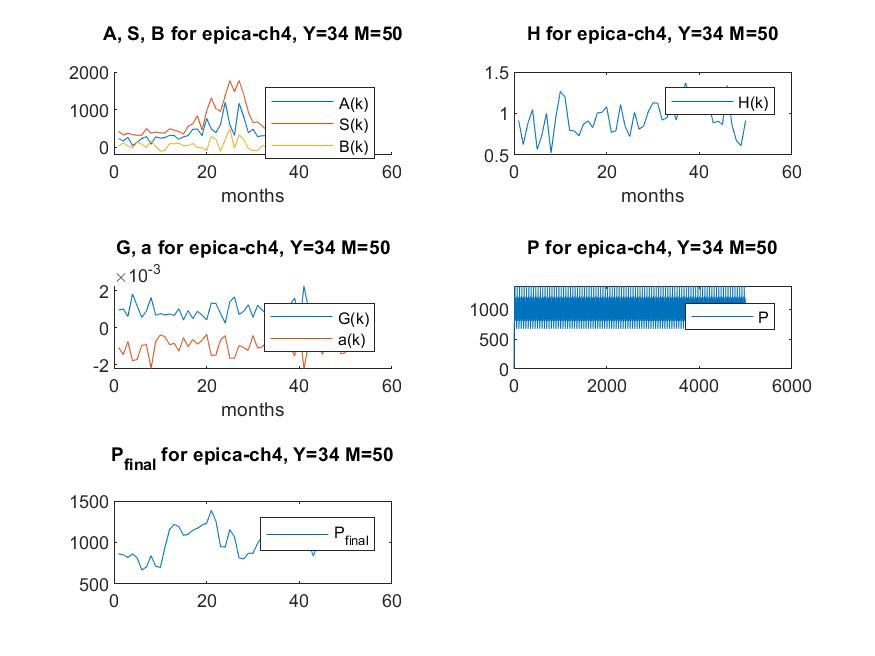 A, S, B for epica-ch4, Y=34 M=50
2000
1000
0
A(k)
S(k)
B(k)
0 20 40 60
months
H for epica-ch4, Y=34 M=50
1.5
1
0.5
H(k)
0 20 40 60
months
G, a for epica-ch4, Y=34 M=50
×10-3
2
0
-2
G(k)
a(k)
0 20 40 60
months
P for epica-ch4, Y=34 M=50
1000
500
0
P
0 2000 4000 6000
Pfinal for epica-ch4, Y=34 M=50
1500
1000
500
Pfinal
0 20 40 60